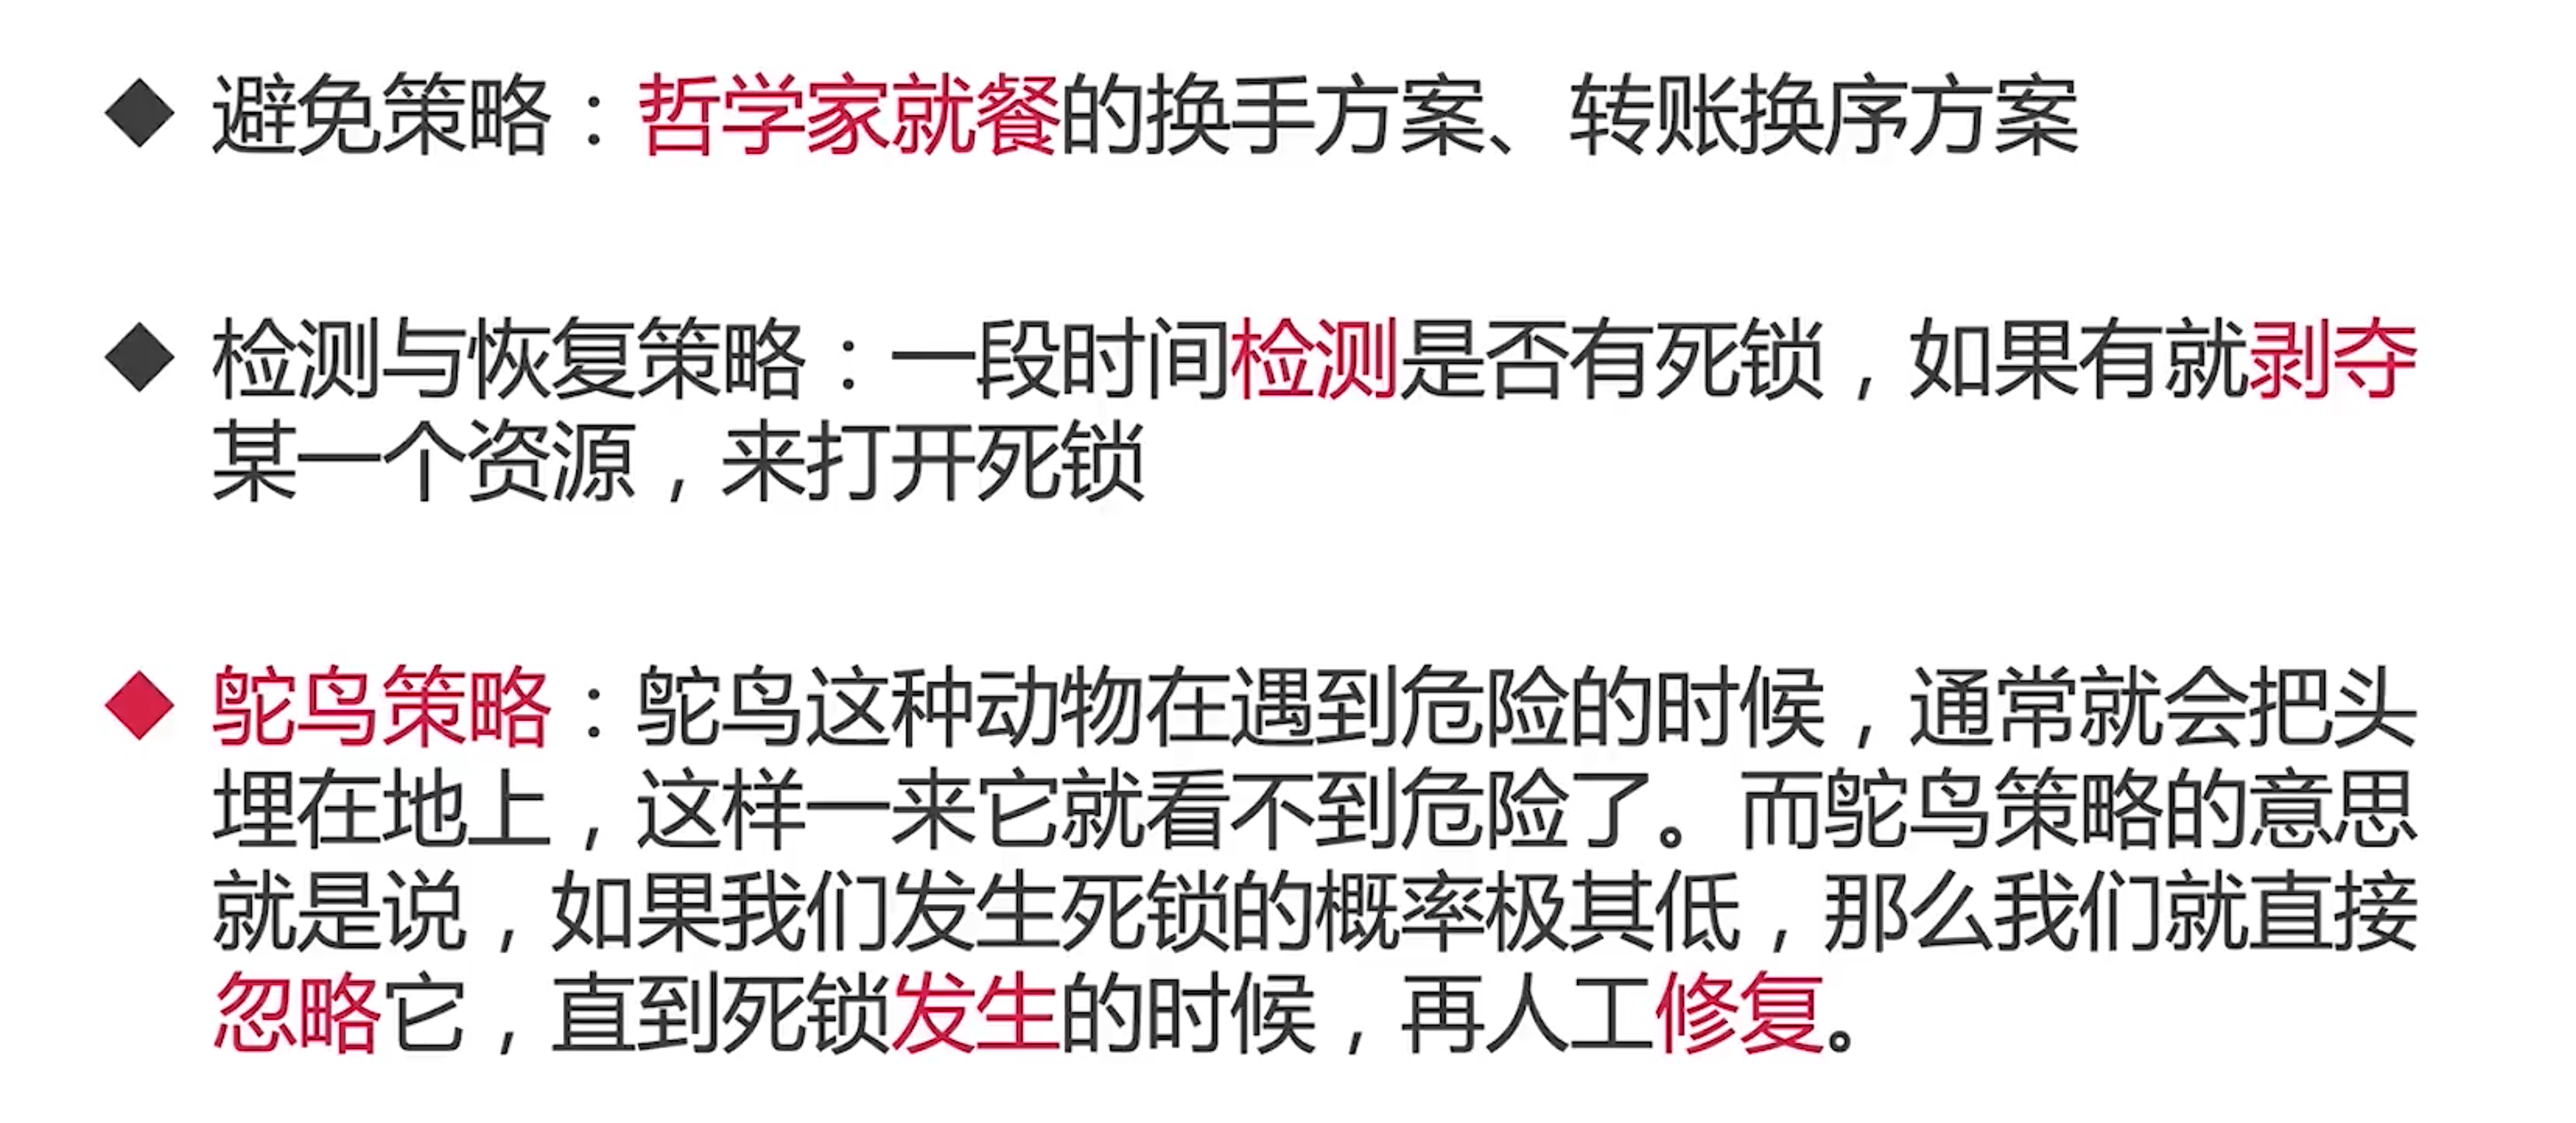 ◆ 避免策略：哲学家就餐的换手方案、转账换序方案
◆ 检测与恢复策略：一段时间检测是否有死锁，如果有就剥夺
某一个资源，来打开死锁
◆ 鸵鸟策略：鸵鸟这种动物在遇到危险的时候，通常就会把头
埋在地上，这样一来它就看不到危险了。而鸵鸟策略的意思
就是说，如果我们发生死锁的概率极其低，那么我们就直接
忽略它，直到死锁发生的时候，再人工修复。